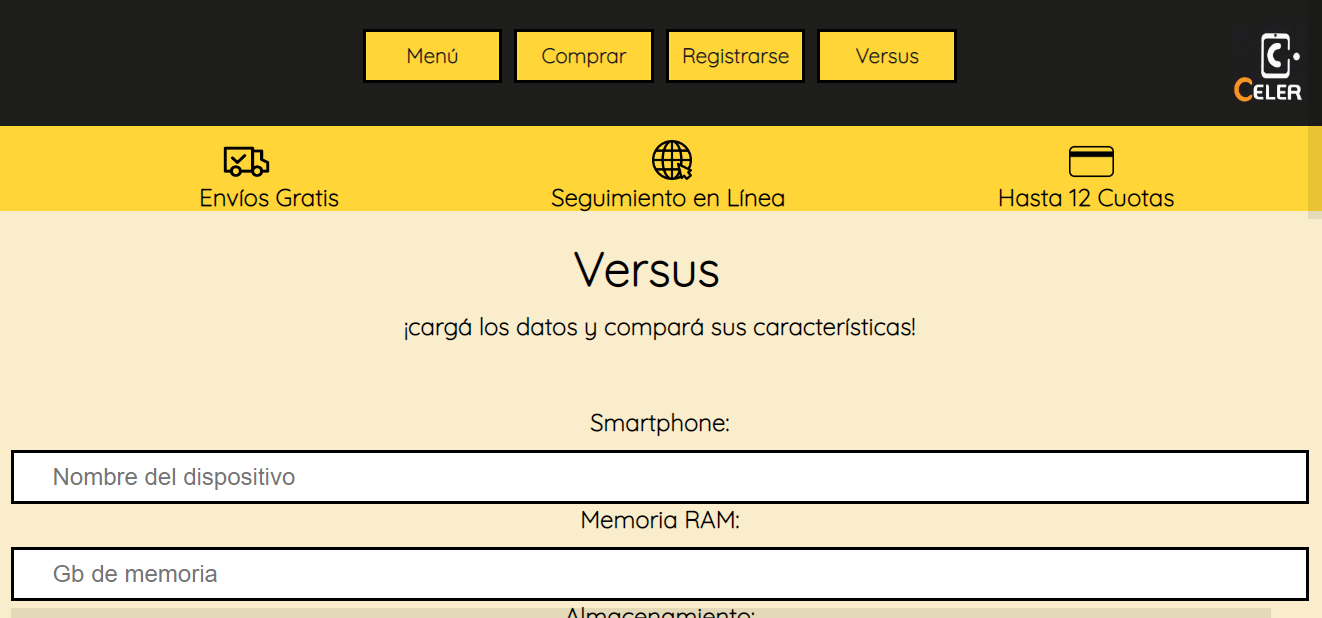 Menú
Comprar
Registrarse
Versus
CELER
Envíos Gratis
Seguimiento en Línea
Hasta 12 Cuotas
Versus
¡cargá los datos y compará sus características!
Smartphone:
Nombre del dispositivo
Memoria RAM:
Gb de memoria
Almacenamiento: